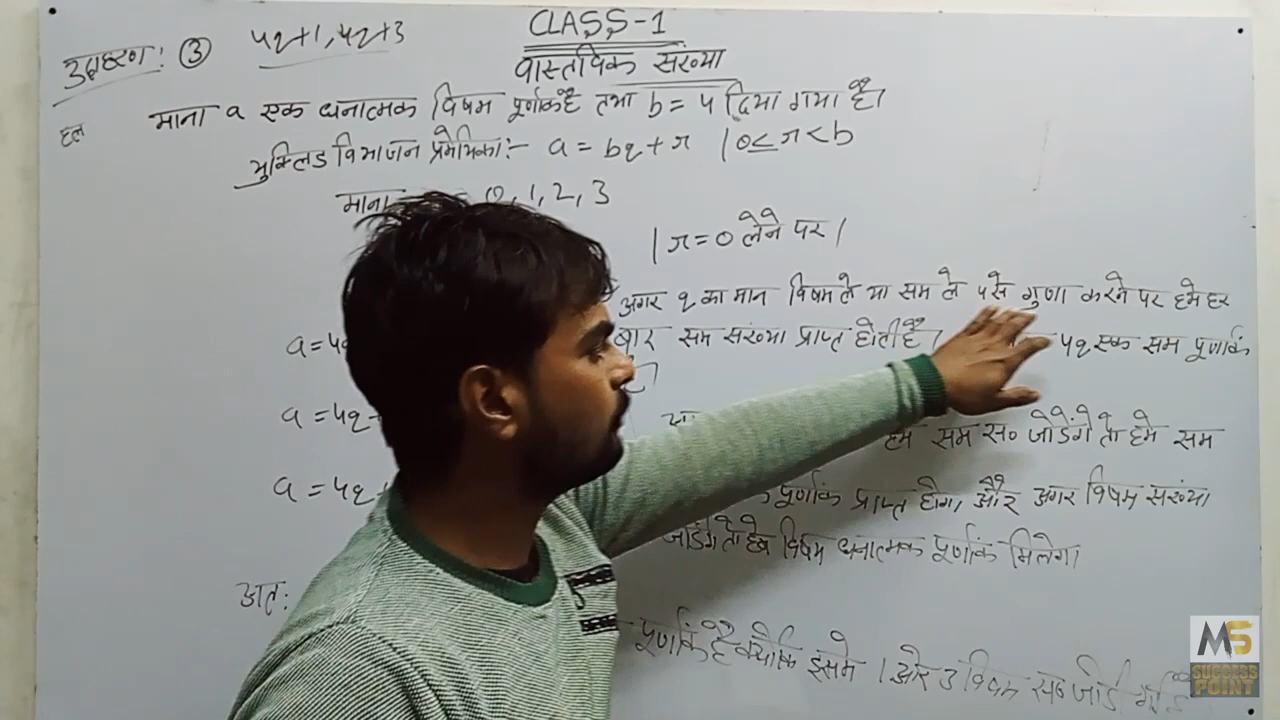 CLASS-1
उदाहरण: ③ 4q+1, 4q+3
वास्तविक संख्या
हल माना a एक धनात्मक विषम पूर्णांक है तथा b = 4 दिया गया है।
युक्लिड विभाजन प्रमेयिका:- a = bq + r | 0 ≤ r < b
माना 0, 1, 2, 3
| r = 0 लेने पर |
अगर q का मान विषम ले या सम ले 4 से गुणा करने पर हमे हर
a = 4q बार सम संख्या प्राप्त होती है। 4q एक सम पूर्णांक
a = 4q + हम सम सं० जोड़ेंगे तो हमे सम
a = 4q + पूर्णांक प्राप्त होगा और अगर विषम संख्या
जोड़ेंगे तो हमे विषम धनात्मक पूर्णांक मिलेगा।
अतः
पूर्णांक है क्योंकि इसमे 1 और 3 विषम
MS
SUCCESS
POINT